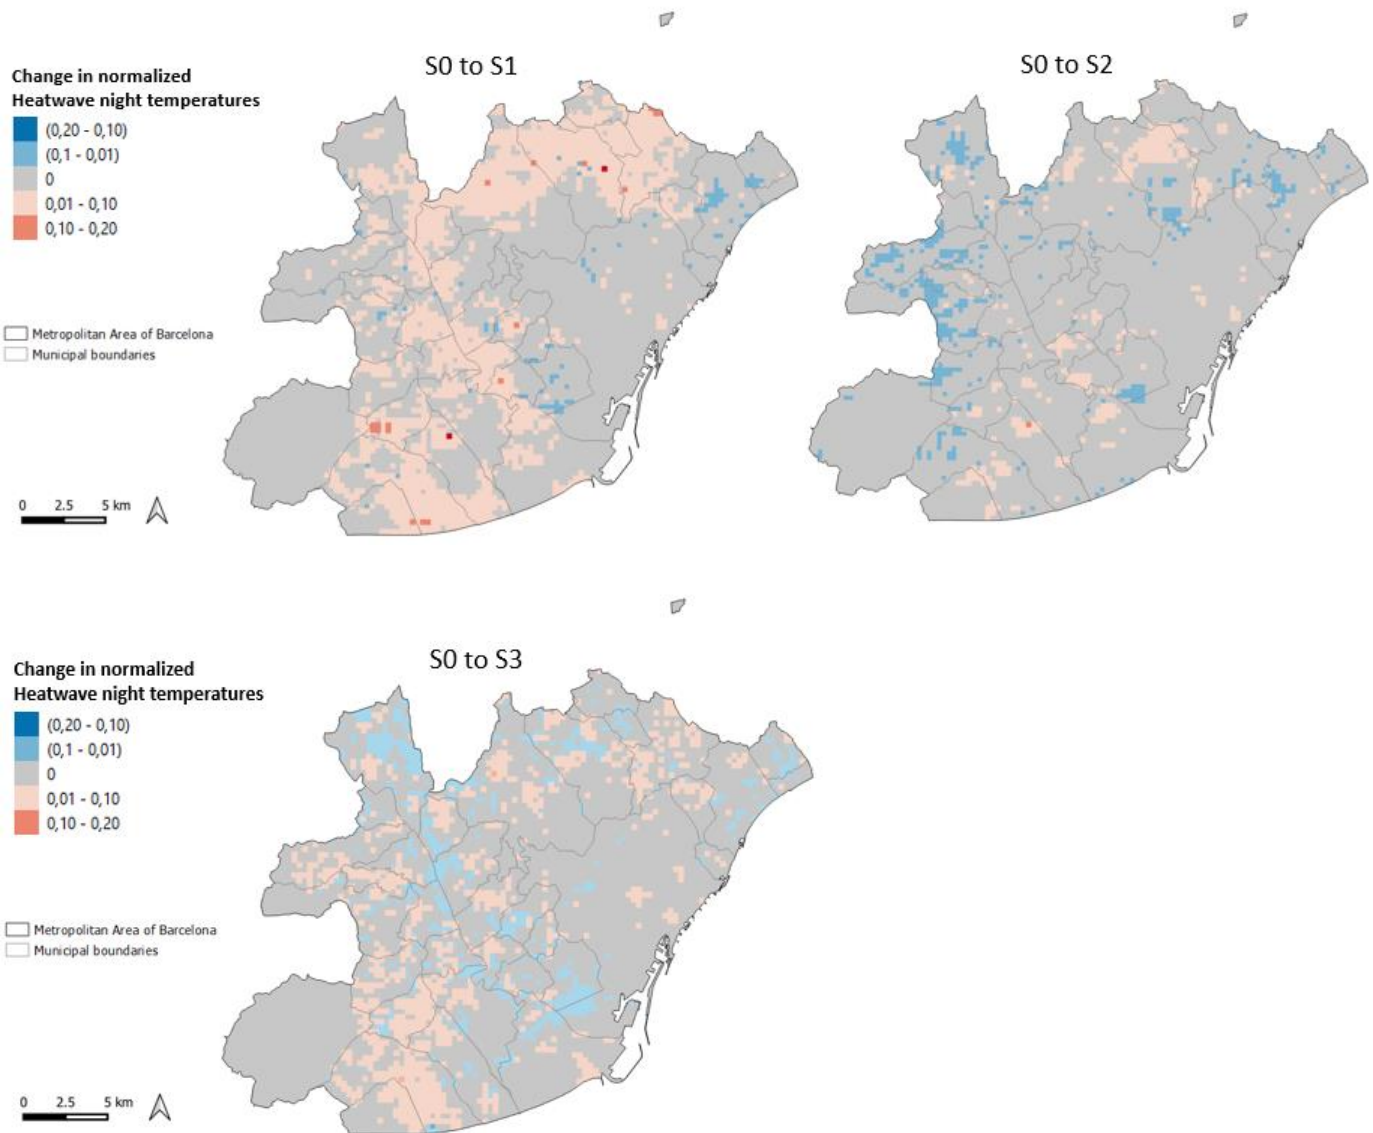 S0 to S1
S0 to S2
Change in normalized
Heatwave night temperatures
(0,20 - 0,10)
(0,1 - 0,01)
0
0,01 - 0,10
0,10 - 0,20
Metropolitan Area of Barcelona
Municipal boundaries
0 2.5 5 km
S0 to S3
Change in normalized
Heatwave night temperatures
(0,20 - 0,10)
(0,1 - 0,01)
0
0,01 - 0,10
0,10 - 0,20
Metropolitan Area of Barcelona
Municipal boundaries
0 2.5 5 km